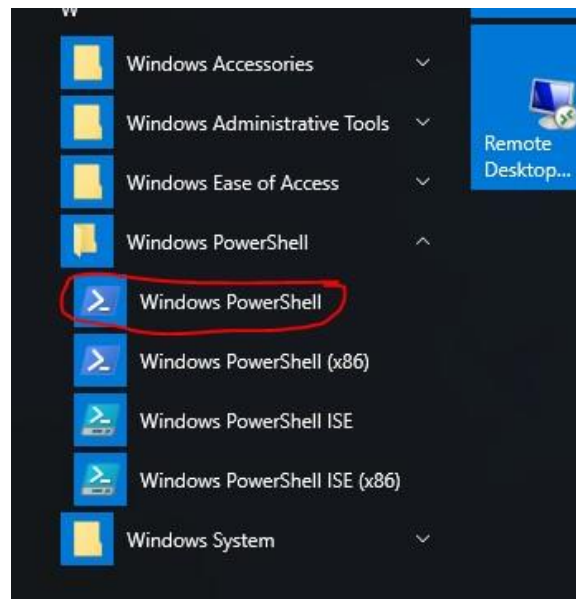 W
Windows Accessories
Windows Administrative Tools
Remote
Desktop...
Windows Ease of Access
Windows PowerShell
Windows PowerShell
Windows PowerShell (x86)
Windows PowerShell ISE
Windows PowerShell ISE (x86)
Windows System